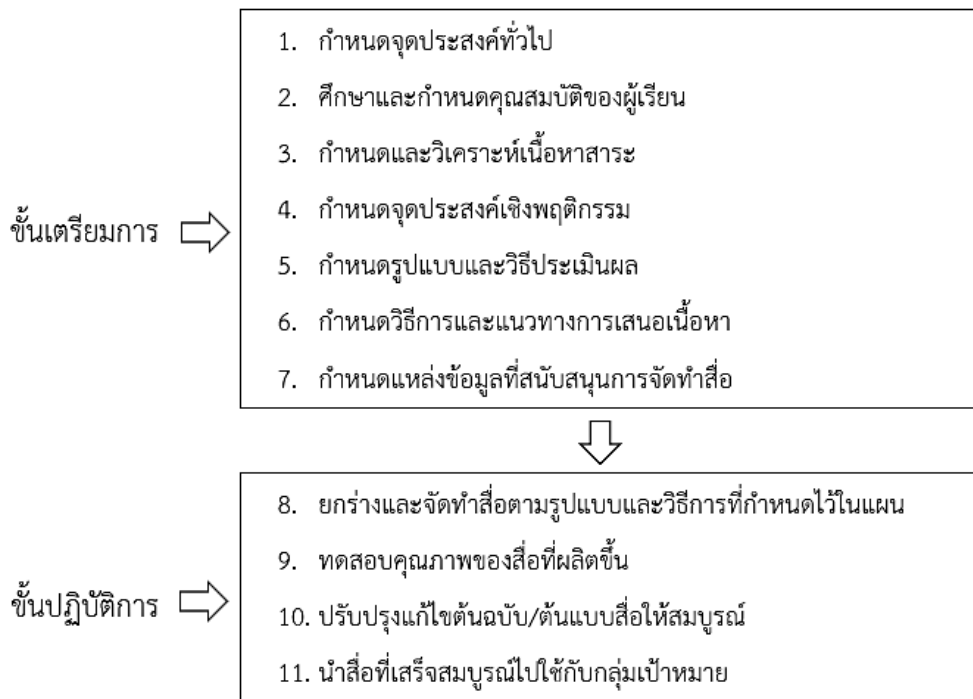 1. กำหนดจุดประสงค์ทั่วไป
2. ศึกษาและกำหนดคุณสมบัติของผู้เรียน
3. กำหนดและวิเคราะห์เนื้อหาสาระ
4. กำหนดจุดประสงค์เชิงพฤติกรรม
ขั้นเตรียมการ
5. กำหนดรูปแบบและวิธีประเมินผล
6. กำหนดวิธีการและแนวทางการเสนอเนื้อหา
7. กำหนดแหล่งข้อมูลที่สนับสนุนการจัดทำสื่อ
8. ยกร่างและจัดทำสื่อตามรูปแบบและวิธีการที่กำหนดไว้ในแผน
9. ทดสอบคุณภาพของสื่อที่ผลิตขึ้น
ขั้นปฏิบัติการ
10. ปรับปรุงแก้ไขต้นฉบับ/ต้นแบบสื่อให้สมบูรณ์
11. นำสื่อที่เสร็จสมบูรณ์ไปใช้กับกลุ่มเป้าหมาย